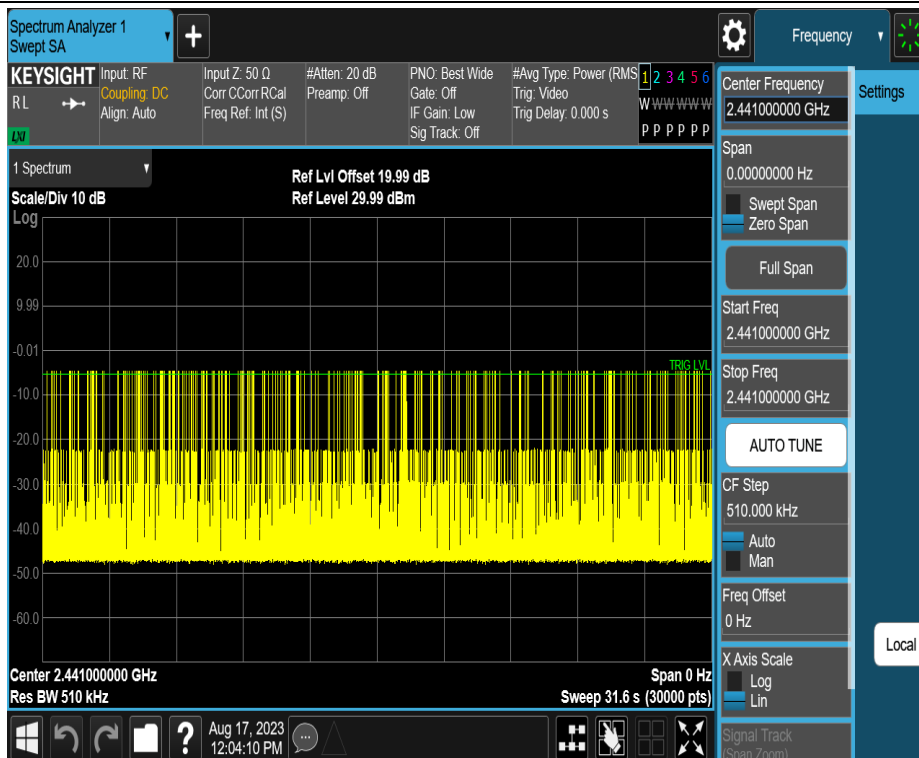 Spectrum Analyzer 1
Swept SA
+
Frequency
KEYSIGHT
RL
LXI
Input: RF
Coupling: DC
Align: Auto
Input Z: 50 Ω
Corr CCorr RCal
Freq Ref: Int (S)
#Atten: 20 dB
Preamp: Off
PNO: Best Wide
Gate: Off
IF Gain: Low
Sig Track: Off
#Avg Type: Power (RMS
Trig: Video
Trig Delay: 0.000 s
1 2 3 4 5 6
W W W W W W
P P P P P P
1 Spectrum
Scale/Div 10 dB
Ref Lvl Offset 19.99 dB
Ref Level 29.99 dBm
Log
20.0
9.99
-0.01
-10.0
-20.0
-30.0
-40.0
-50.0
-60.0
TRIG LVL
Center 2.441000000 GHz
Res BW 510 kHz
Span 0 Hz
Sweep 31.6 s (30000 pts)
?
Aug 17, 2023
12:04:10 PM
Center Frequency
2.441000000 GHz
Span
0.00000000 Hz
Swept Span
Zero Span
Full Span
Start Freq
2.441000000 GHz
Stop Freq
2.441000000 GHz
AUTO TUNE
CF Step
510.000 kHz
Auto
Man
Freq Offset
0 Hz
X Axis Scale
Log
Lin
Signal Track
(Span Zoom)
Settings
Local